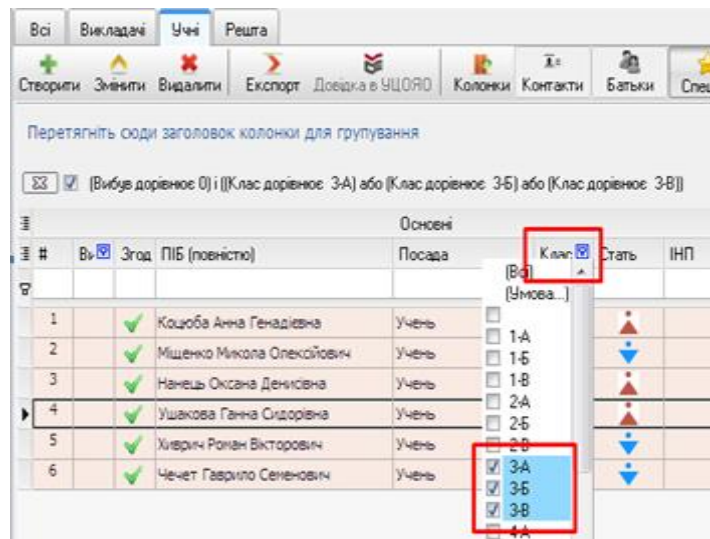 Всі Викладачі Учні Решта
Створити Змінити Видалити Експорт Довідка в УЦОЯО Колонки Контакти Батьки Спец
Перетягніть сюди заголовок колонки для групування
(Вибув дорівнює 0) і ((Клас дорівнює 3-А) або (Клас дорівнює 3-Б) або (Клас дорівнює 3-В))
Основні
# Ви Згод ПІБ (повністю) Посада Клас Стать ІНП
(Всі)
(Умова...)
1 Коцюба Анна Генадієвна Учень
1-А
2 Міщенко Микола Олексійович Учень
1-Б
1-В
3 Нанець Оксана Денисівна Учень
2-А
4 Ушакова Ганна Сидорівна Учень
2-Б
5 Хиврич Роман Вікторович Учень
2-В
6 Чечет Гаврило Семенович Учень
3-А
3-Б
3-В
4-А